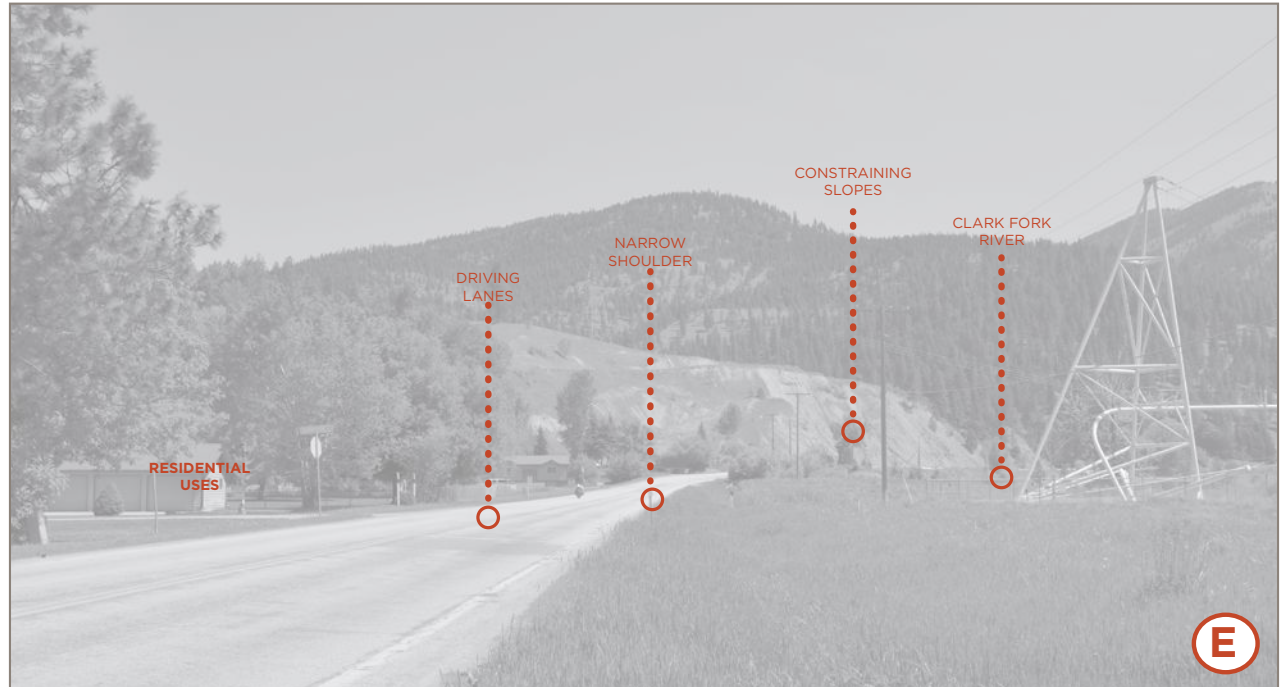 CONSTRAINING
SLOPES
CLARK FORK
RIVER
NARROW
SHOULDER
DRIVING
LANES
RESIDENTIAL
USES
E